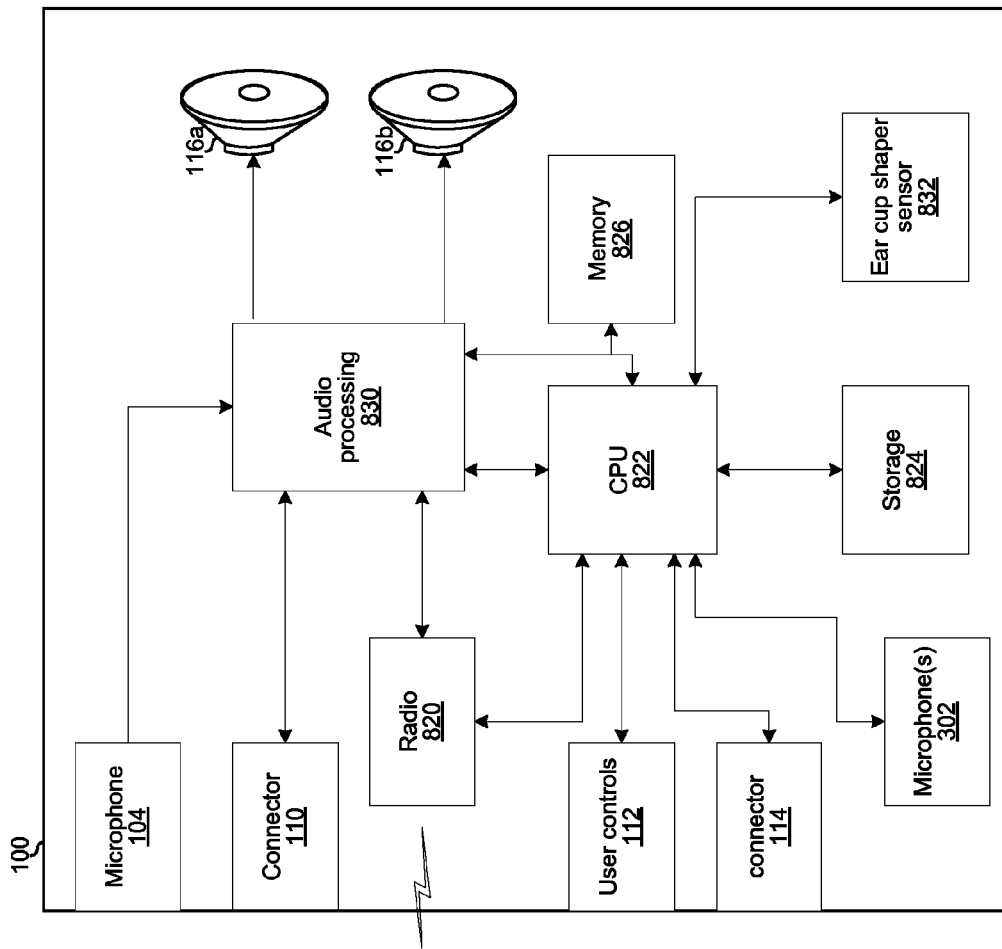 100
Microphone
104
Connector
110
Radio
820
User controls
112
connector
114
Microphone(s)
302
Audio
processing
830
CPU
822
Storage
824
Memory
826
Ear cup shaper
sensor
832
116a
116b